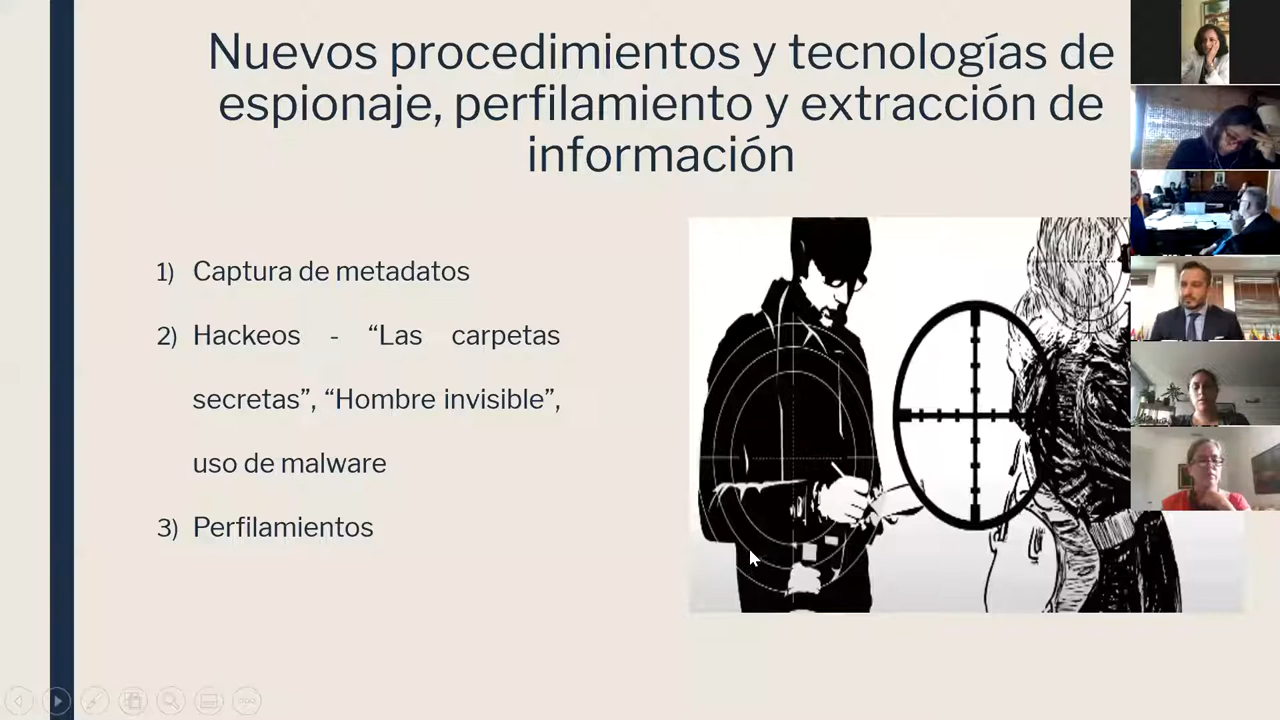 Nuevos procedimientos y tecnologías de
espionaje, perfilamiento y extracción de
información
1) Captura de metadatos
2) Hackeos - “Las carpetas
secretas”, “Hombre invisible”,
uso de malware
3) Perfilamientos